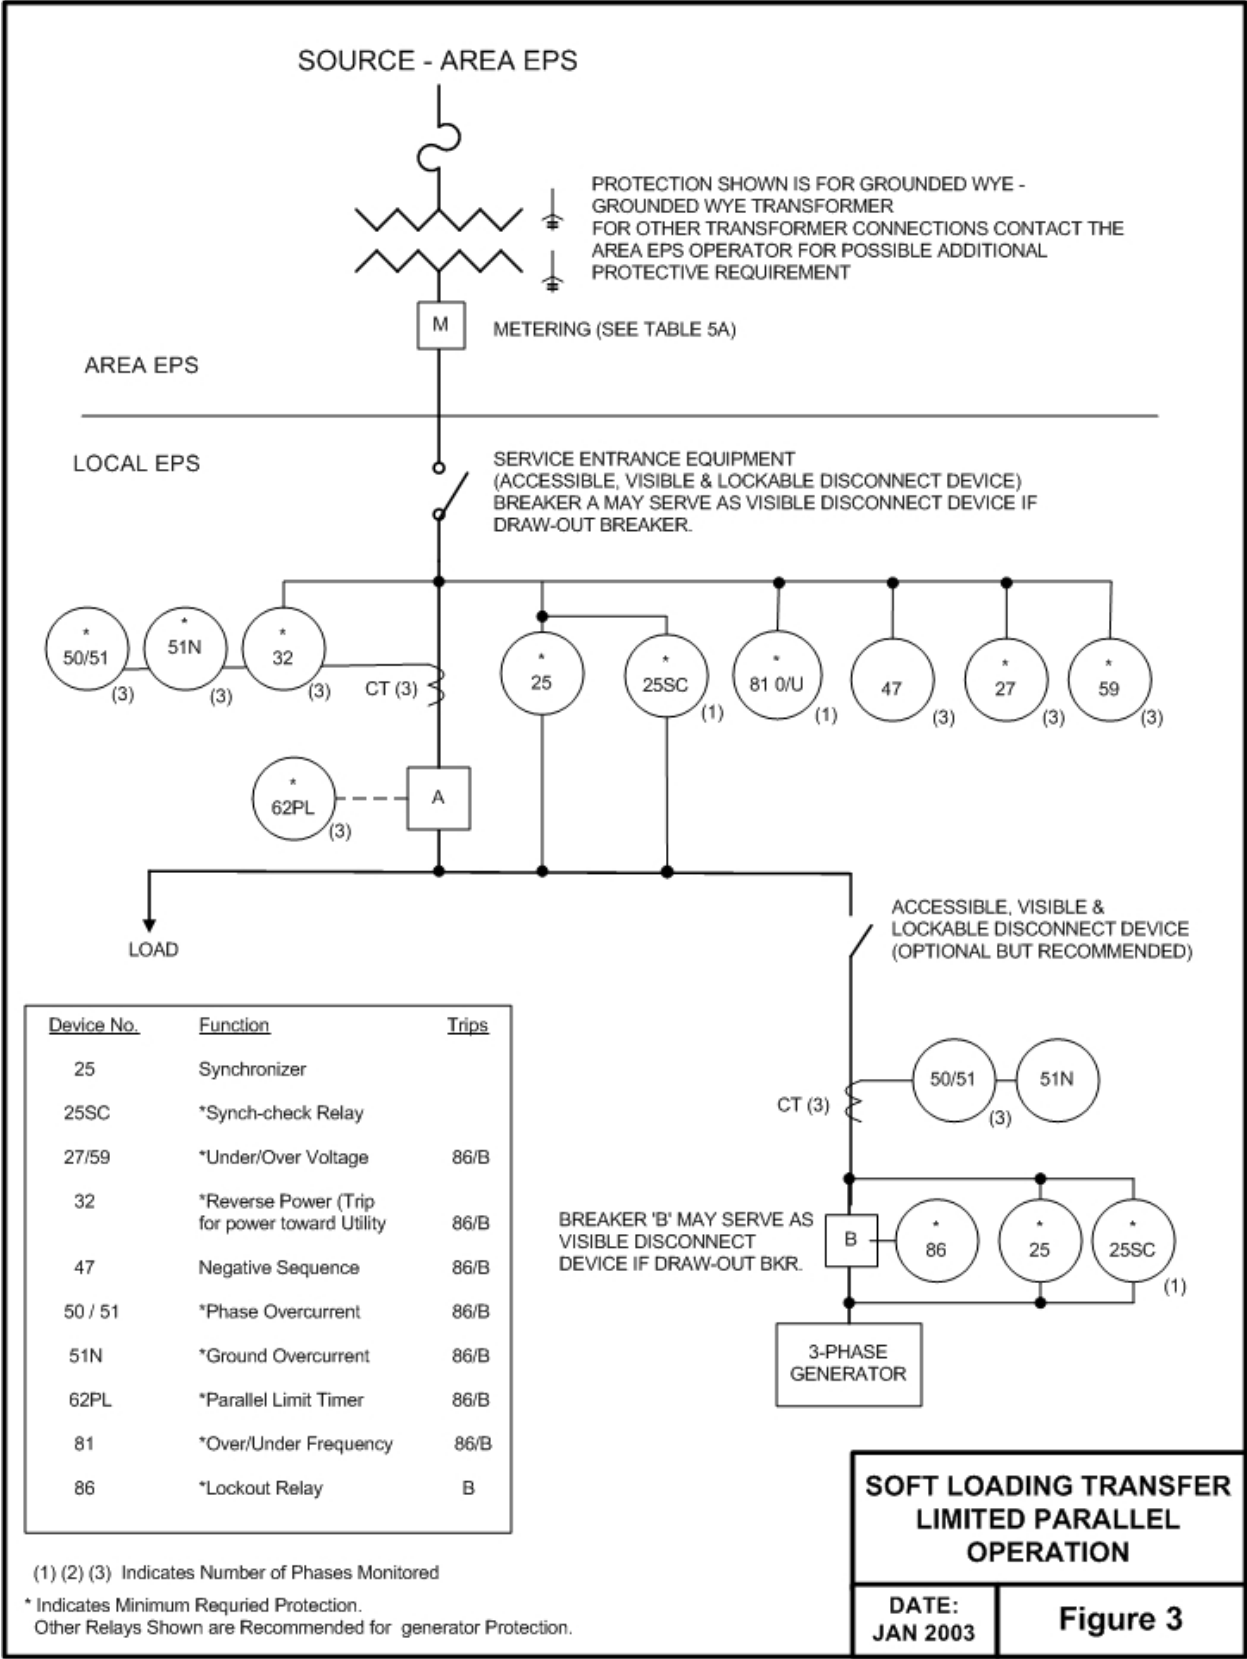 SOURCE - AREA EPS
PROTECTION SHOWN IS FOR GROUNDED WYE -
GROUNDED WYE TRANSFORMER
FOR OTHER TRANSFORMER CONNECTIONS CONTACT THE
AREA EPS OPERATOR FOR POSSIBLE ADDITIONAL
PROTECTIVE REQUIREMENT
M
METERING (SEE TABLE 5A)
AREA EPS
LOCAL EPS
SERVICE ENTRANCE EQUIPMENT
(ACCESSIBLE, VISIBLE & LOCKABLE DISCONNECT DEVICE)
BREAKER A MAY SERVE AS VISIBLE DISCONNECT DEVICE IF
DRAW-OUT BREAKER.
*
50/51
(3)
*
51N
(3)
*
32
(3)
CT (3)
*
25
*
25SC
(1)
*
81 0/U
(1)
47
(3)
*
27
(3)
*
59
(3)
*
62PL
(3)
A
LOAD
ACCESSIBLE, VISIBLE &
LOCKABLE DISCONNECT DEVICE
(OPTIONAL BUT RECOMMENDED)
CT (3)
50/51
(3)
51N
BREAKER 'B' MAY SERVE AS
VISIBLE DISCONNECT
DEVICE IF DRAW-OUT BKR.
B
*
86
*
25
*
25SC
(1)
3-PHASE
GENERATOR
Device No. Function Trips
25 Synchronizer
25SC *Synch-check Relay
27/59 *Under/Over Voltage 86/B
32 *Reverse Power (Trip
for power toward Utility 86/B
47 Negative Sequence 86/B
50 / 51 *Phase Overcurrent 86/B
51N *Ground Overcurrent 86/B
62PL *Parallel Limit Timer 86/B
81 *Over/Under Frequency 86/B
86 *Lockout Relay B
(1) (2) (3) Indicates Number of Phases Monitored
* Indicates Minimum Requried Protection.
Other Relays Shown are Recommended for generator Protection.
SOFT LOADING TRANSFER
LIMITED PARALLEL
OPERATION
DATE:
JAN 2003
Figure 3